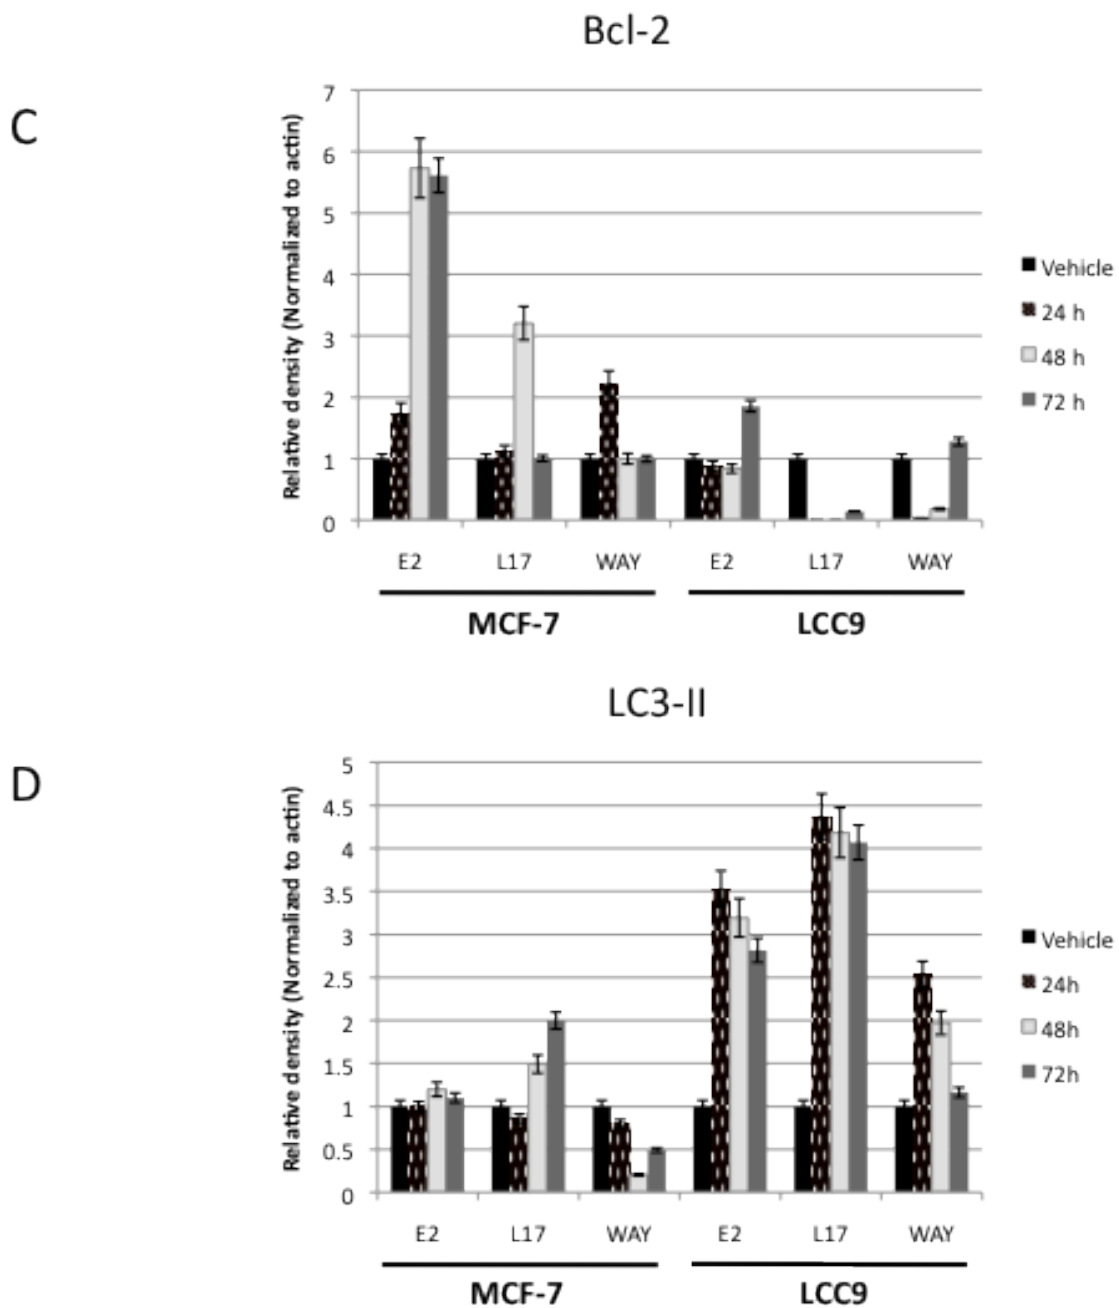 Bcl-2
C
Relative density (Normalized to actin)
7
6
5
4
3
2
1
0
Vehicle
24 h
48 h
72 h
E2 L17 WAY E2 L17 WAY
MCF-7 LCC9
LC3-II
D
Relative density (Normalized to actin)
5
4.5
4
3.5
3
2.5
2
1.5
1
0.5
0
Vehicle
24h
48h
72h
E2 L17 WAY E2 L17 WAY
MCF-7 LCC9